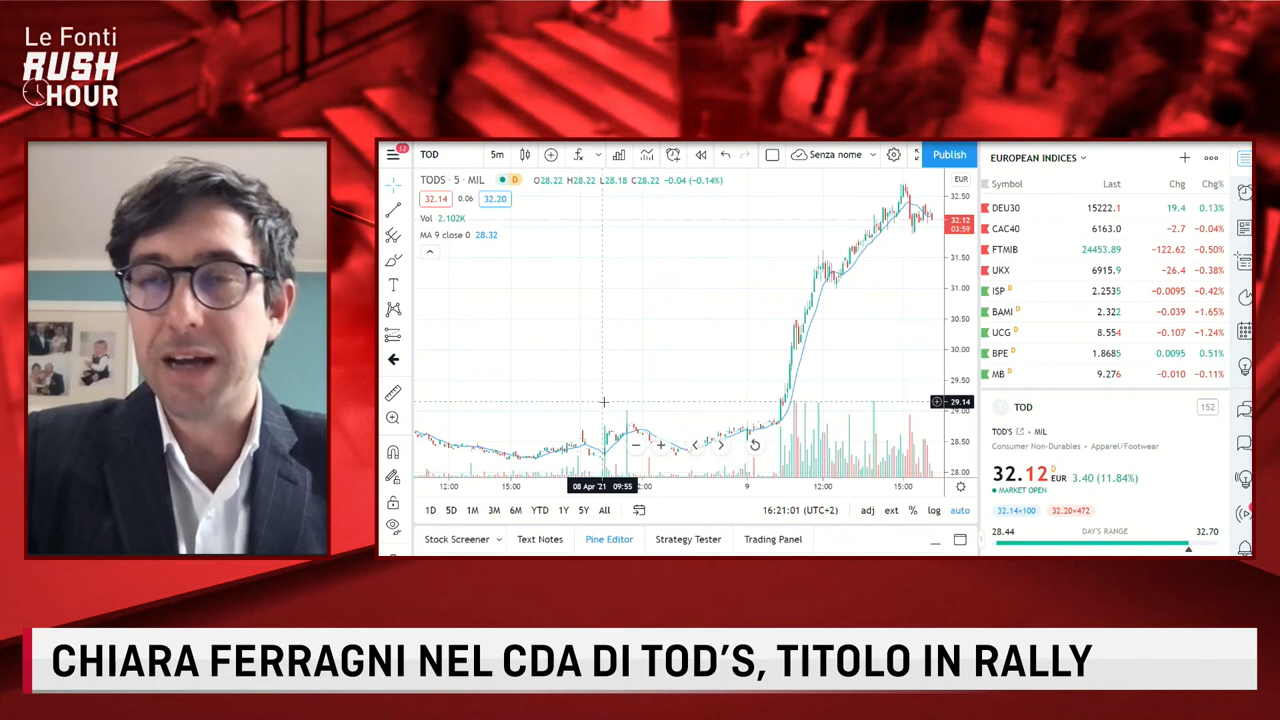 Le Fonti
RUSH
HOUR
12
TOD
5m
Senza nome
Publish
TODS · 5 · MIL
D
O28.22 H28.22 L28.18 C28.22 −0.04 (−0.14%)
EUR
32.14
0.06
32.20
Vol 2.102K
MA 9 close 0 28.32
32.50
32.12
03:59
31.50
31.00
30.50
30.00
29.50
29.14
29.00
28.50
28.00
12:00
15:00
08 Apr '21 09:55
2:00
9
12:00
15:00
1D 5D 1M 3M 6M YTD 1Y 5Y All
16:21:01 (UTC+2)
adj ext % log auto
Stock Screener
Text Notes
Pine Editor
Strategy Tester
Trading Panel
EUROPEAN INDICES
Symbol Last Chg Chg%
DEU30 15222.1 19.4 0.13%
CAC40 6163.0 −2.7 −0.04%
FTMIB 24453.89 −122.62 −0.50%
UKX 6915.9 −26.4 −0.38%
ISP D 2.2535 −0.0095 −0.42%
BAMI D 2.322 −0.039 −1.65%
UCG D 8.554 −0.107 −1.24%
BPE D 1.8685 0.0095 0.51%
MB D 9.276 −0.010 −0.11%
TOD
152
TOD'S · MIL
Consumer Non-Durables · Apparel/Footwear
32.12 D EUR 3.40 (11.84%)
MARKET OPEN
32.14×100
32.20×472
28.44 DAY'S RANGE 32.70
CHIARA FERRAGNI NEL CDA DI TOD'S, TITOLO IN RALLY